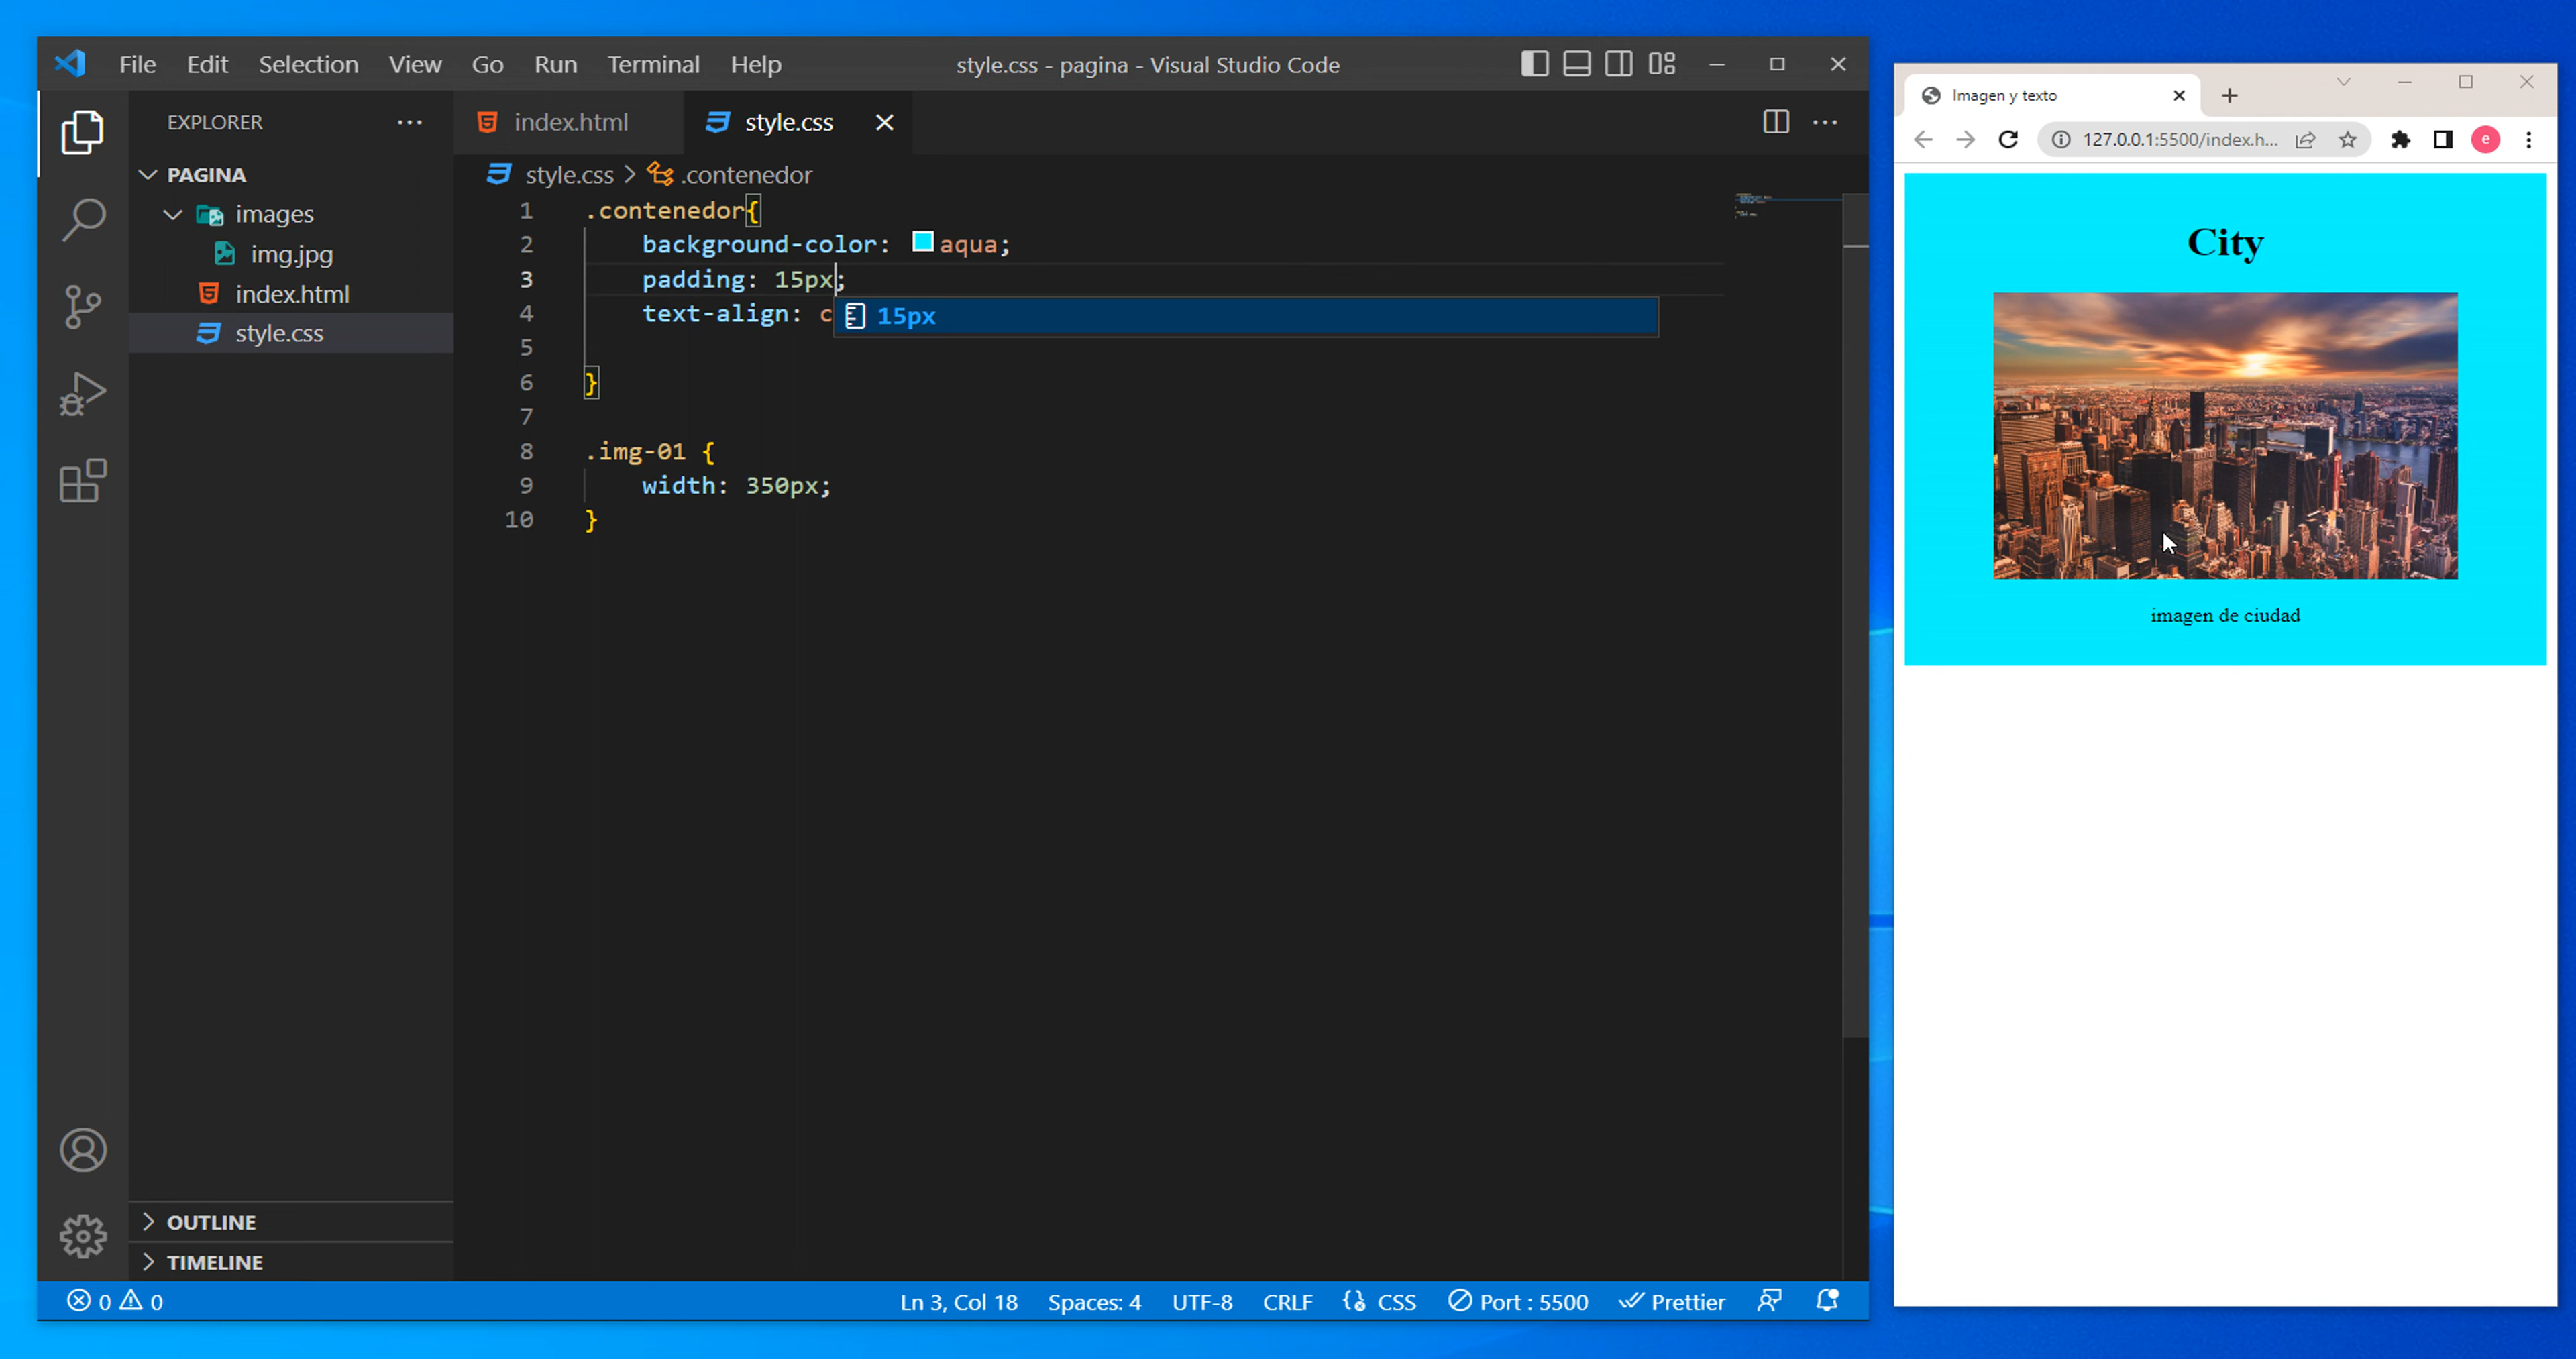 File Edit Selection View Go Run Terminal Help
style.css - pagina - Visual Studio Code
EXPLORER
PAGINA
images
img.jpg
index.html
style.css
OUTLINE
TIMELINE
index.html style.css
style.css > .contenedor
1 .contenedor{
2 background-color: aqua;
3 padding: 15px;
15px
4 text-align: c
5
6 }
7
8 .img-01 {
9 width: 350px;
10 }
0 0
Ln 3, Col 18 Spaces: 4 UTF-8 CRLF CSS Port : 5500 Prettier
Imagen y texto
127.0.0.1:5500/index.h...
e
City
imagen de ciudad